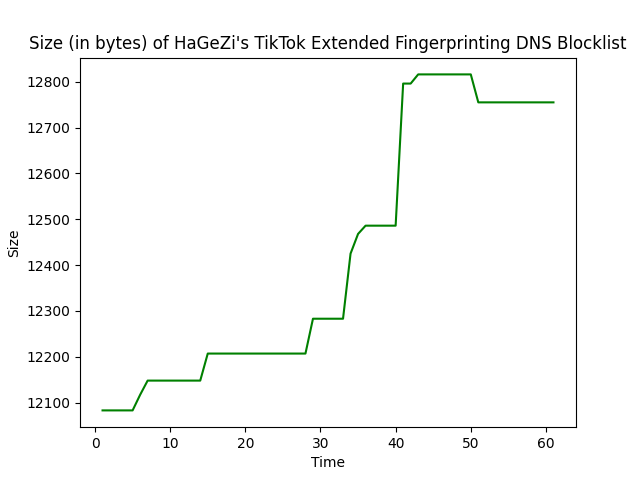 Size (in bytes) of HaGeZi's TikTok Extended Fingerprinting DNS Blocklist
12800
12700
12600
12500
12400
12300
12200
12100
Size
0 10 20 30 40 50 60
Time